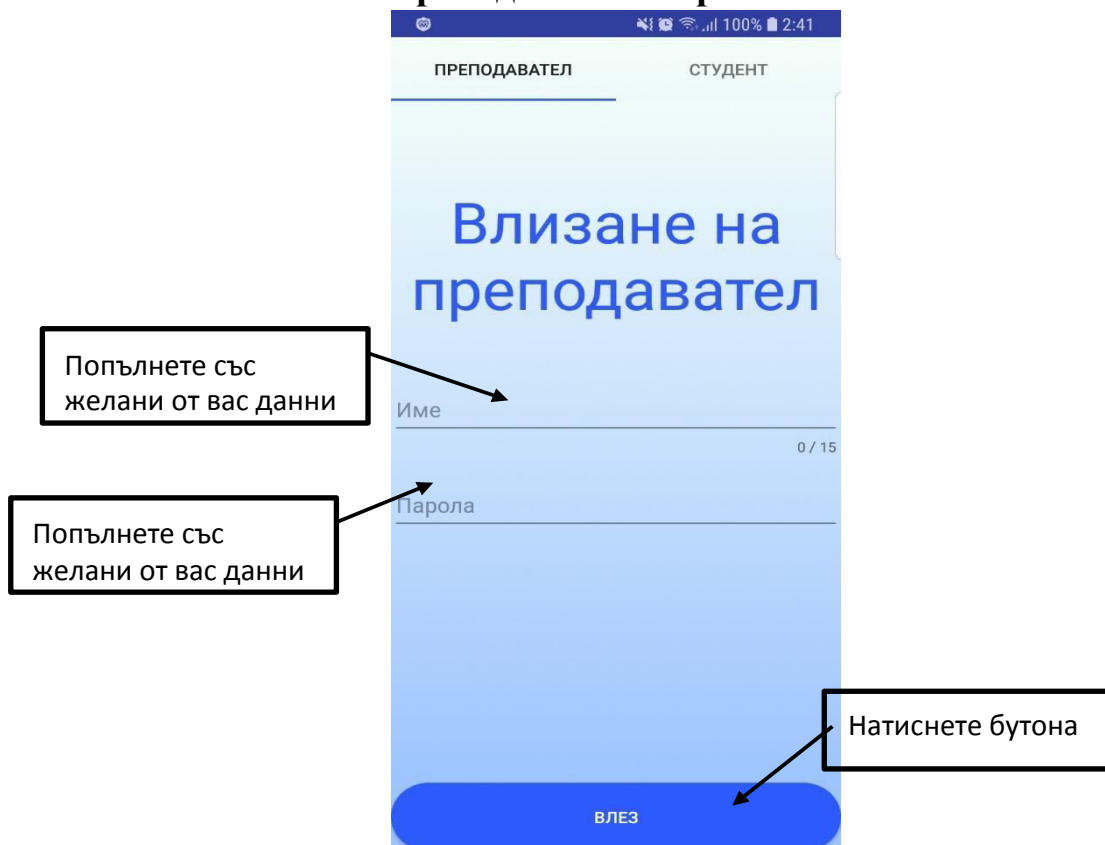 100% 2:41
ПРЕПОДАВАТЕЛ СТУДЕНТ
Влизане на
преподавател
Попълнете със
желани от вас данни
Име
0 / 15
Попълнете със
желани от вас данни
Парола
Натиснете бутона
ВЛЕЗ